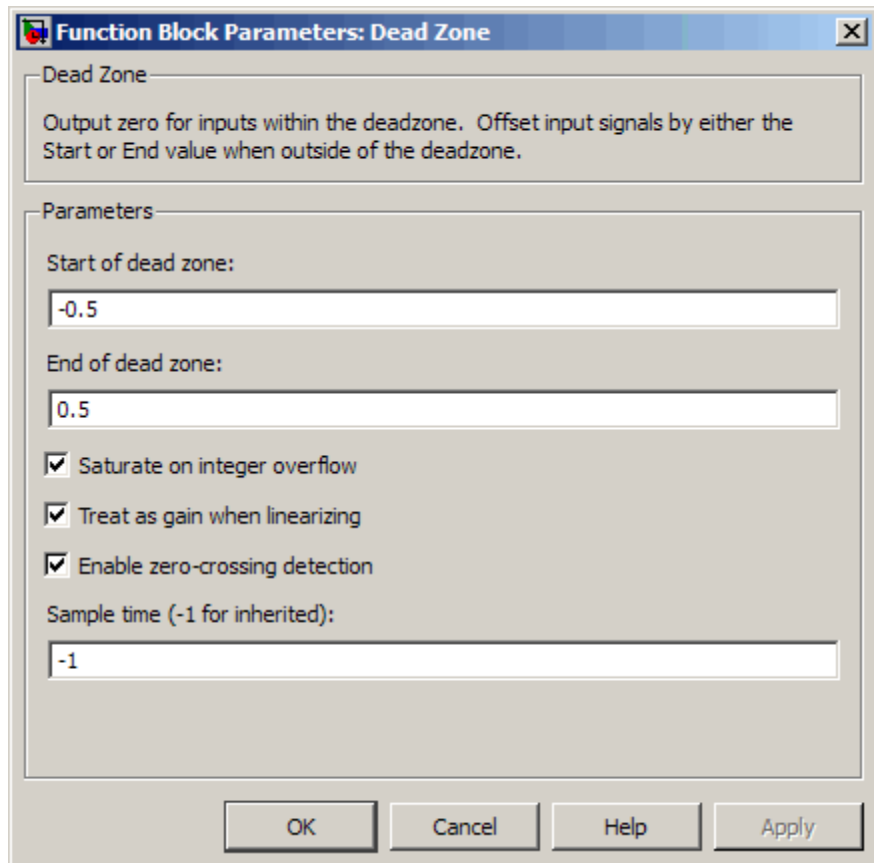 Function Block Parameters: Dead Zone
Dead Zone
Output zero for inputs within the deadzone.  Offset input signals by either the
Start or End value when outside of the deadzone.
Parameters
Start of dead zone:
-0.5
End of dead zone:
0.5
Saturate on integer overflow
Treat as gain when linearizing
Enable zero-crossing detection
Sample time (-1 for inherited):
-1
OK Cancel Help Apply